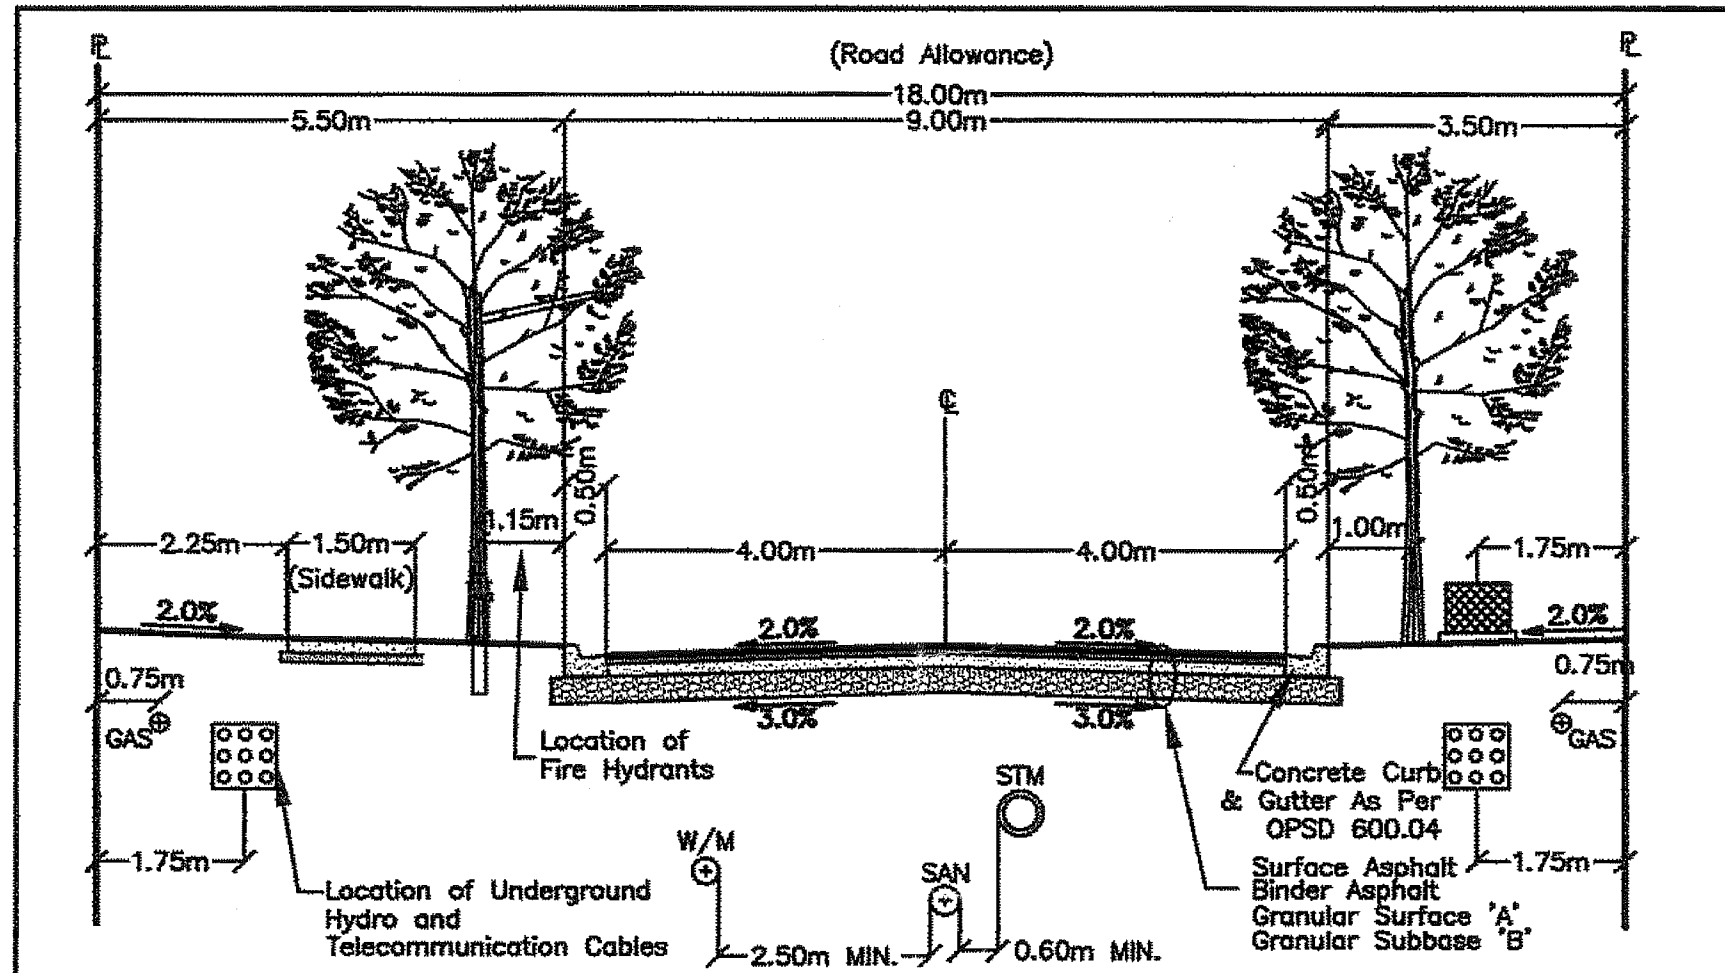 PL
PL
(Road Allowance)
18.00m
5.50m
9.00m
3.50m
CL
0.50m
0.50m
1.15m
1.00m
2.25m
1.50m
4.00m
4.00m
1.75m
(Sidewalk)
2.0%
2.0%
2.0%
2.0%
0.75m
0.75m
3.0%
3.0%
GAS
GAS
Location of
Fire Hydrants
STM
Concrete Curb
& Gutter As Per
OPSD 600.04
W/M
SAN
1.75m
1.75m
Location of Underground
Hydro and
Telecommunication Cables
Surface Asphalt
Binder Asphalt
Granular Surface 'A'
Granular Subbase 'B'
2.50m MIN.
0.60m MIN.